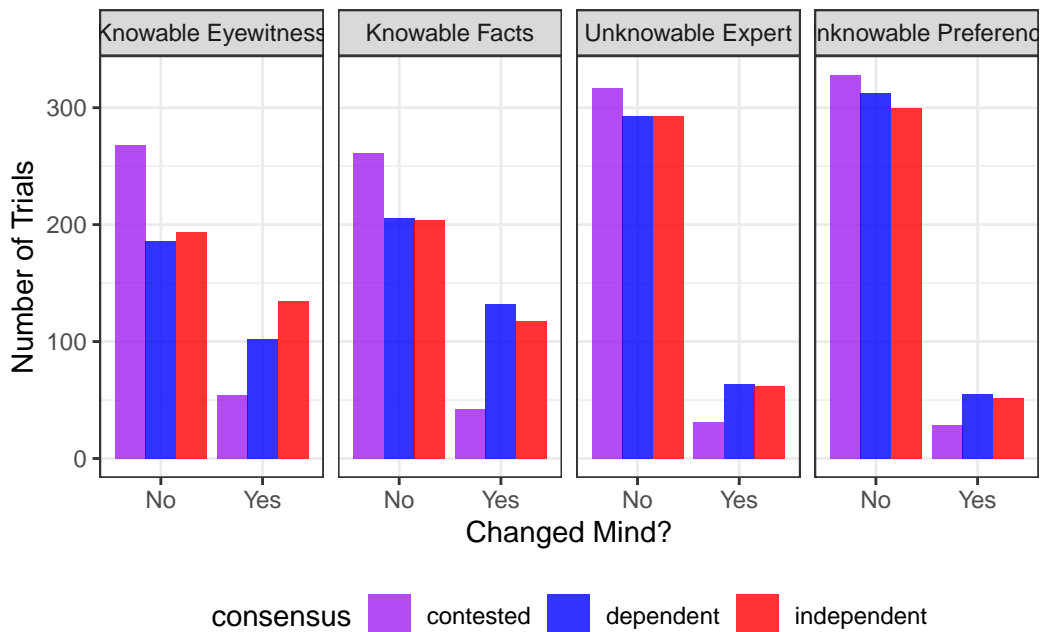 Knowable Eyewitness Knowable Facts Unknowable Expert nknowable Preferenc
300
200
100
0
Number of Trials
No Yes No Yes No Yes No Yes
Changed Mind?
consensus contested dependent independent